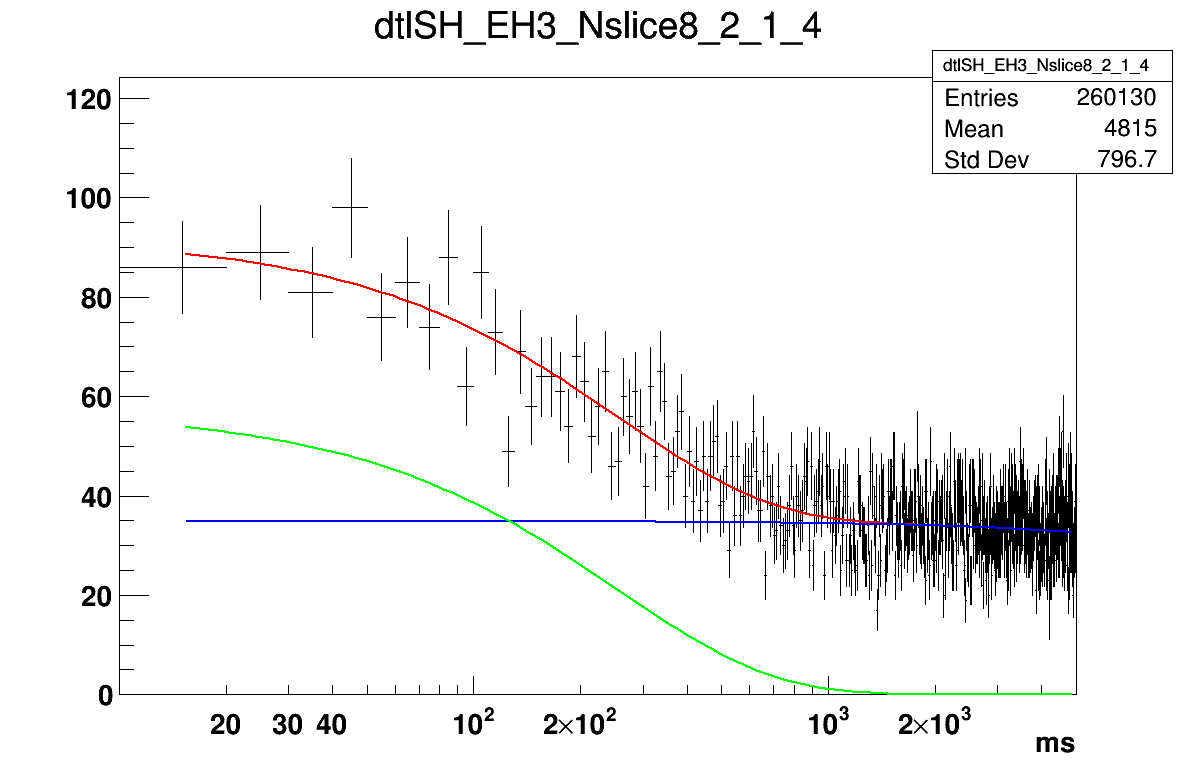 dtlSH_EH3_Nslice8_2_1_4
dtlSH_EH3_Nslice8_2_1_4
Entries 260130
Mean 4815
Std Dev 796.7
120
100
80
60
40
20
0
20 30 40 10² 2×10² 10³ 2×10³
ms